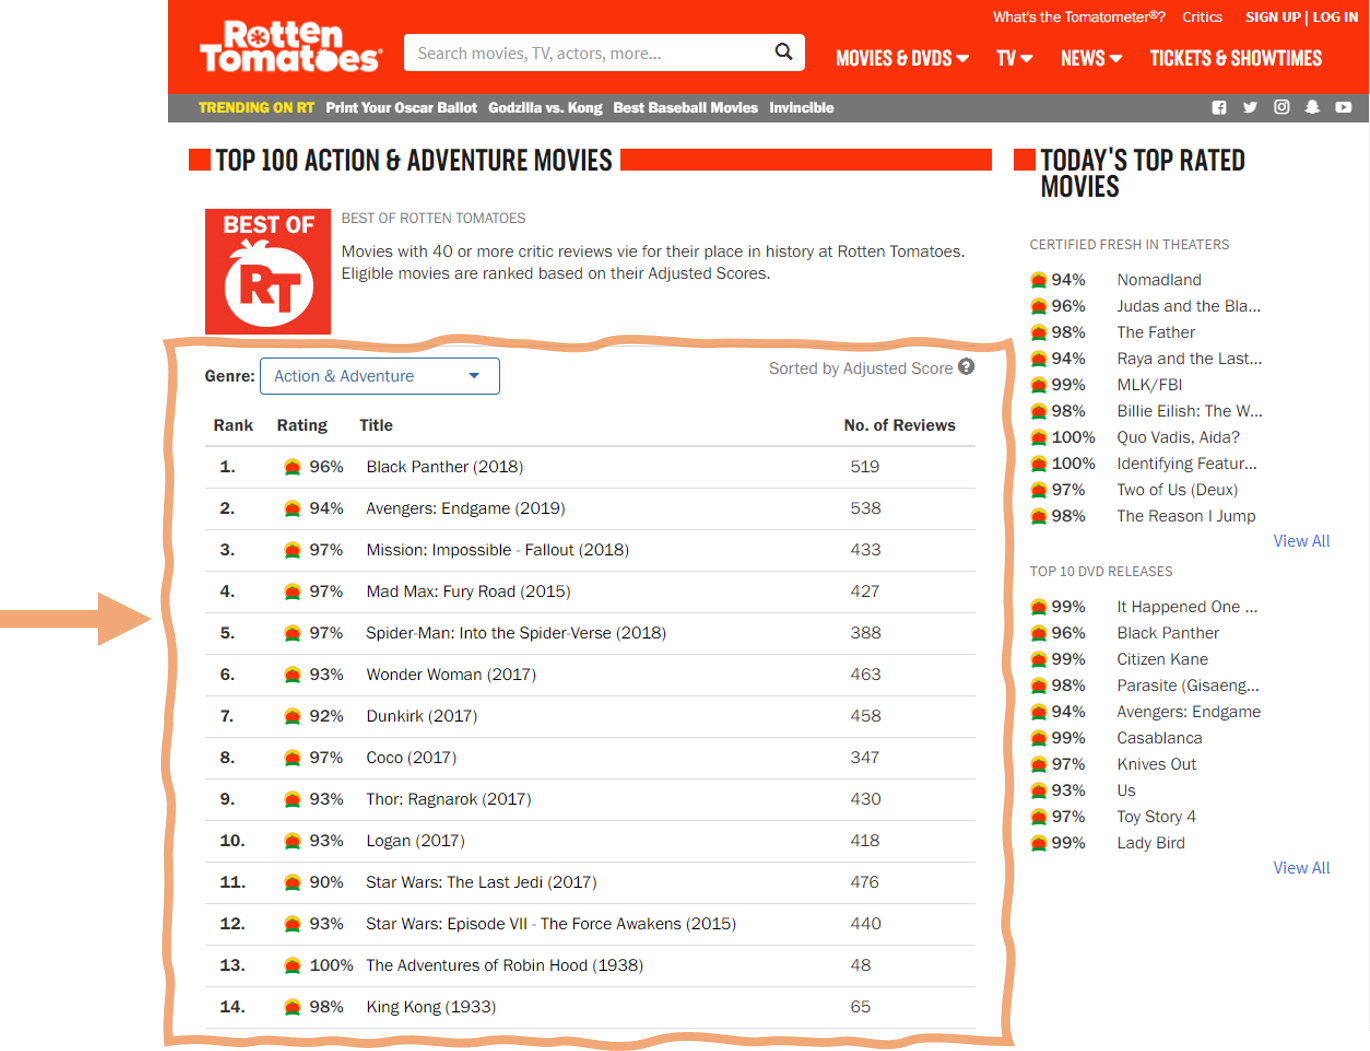 What's the Tomatometer®? Critics SIGN UP | LOG IN
Rotten
Tomatoes
Search movies, TV, actors, more...
MOVIES & DVDS TV NEWS TICKETS & SHOWTIMES
TRENDING ON RT Print Your Oscar Ballot Godzilla vs. Kong Best Baseball Movies Invincible
TOP 100 ACTION & ADVENTURE MOVIES
BEST OF
RT
BEST OF ROTTEN TOMATOES
Movies with 40 or more critic reviews vie for their place in history at Rotten Tomatoes.
Eligible movies are ranked based on their Adjusted Scores.
Genre: Action & Adventure Sorted by Adjusted Score ?
Rank Rating Title No. of Reviews
1. 96% Black Panther (2018) 519
2. 94% Avengers: Endgame (2019) 538
3. 97% Mission: Impossible - Fallout (2018) 433
4. 97% Mad Max: Fury Road (2015) 427
5. 97% Spider-Man: Into the Spider-Verse (2018) 388
6. 93% Wonder Woman (2017) 463
7. 92% Dunkirk (2017) 458
8. 97% Coco (2017) 347
9. 93% Thor: Ragnarok (2017) 430
10. 93% Logan (2017) 418
11. 90% Star Wars: The Last Jedi (2017) 476
12. 93% Star Wars: Episode VII - The Force Awakens (2015) 440
13. 100% The Adventures of Robin Hood (1938) 48
14. 98% King Kong (1933) 65
TODAY'S TOP RATED
MOVIES
CERTIFIED FRESH IN THEATERS
94% Nomadland
96% Judas and the Bla...
98% The Father
94% Raya and the Last...
99% MLK/FBI
98% Billie Eilish: The W...
100% Quo Vadis, Aida?
100% Identifying Featur...
97% Two of Us (Deux)
98% The Reason I Jump
View All
TOP 10 DVD RELEASES
99% It Happened One ...
96% Black Panther
99% Citizen Kane
98% Parasite (Gisaeng...
94% Avengers: Endgame
99% Casablanca
97% Knives Out
93% Us
97% Toy Story 4
99% Lady Bird
View All